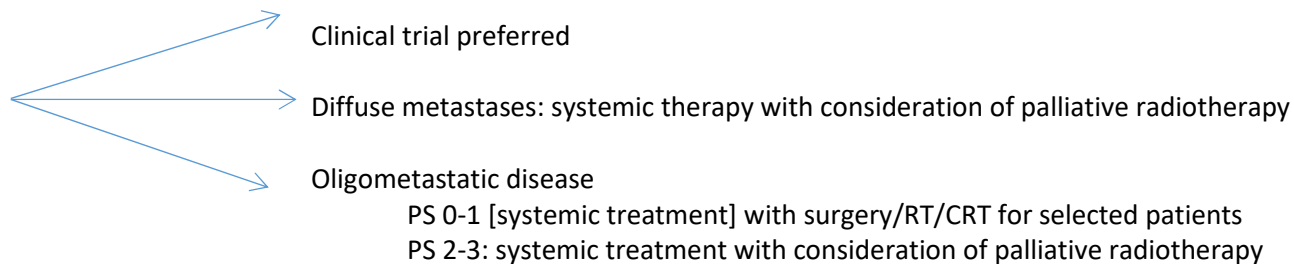 Clinical trial preferred
Diffuse metastases: systemic therapy with consideration of palliative radiotherapy
Oligometastatic disease
PS 0-1 [systemic treatment] with surgery/RT/CRT for selected patients
PS 2-3: systemic treatment with consideration of palliative radiotherapy